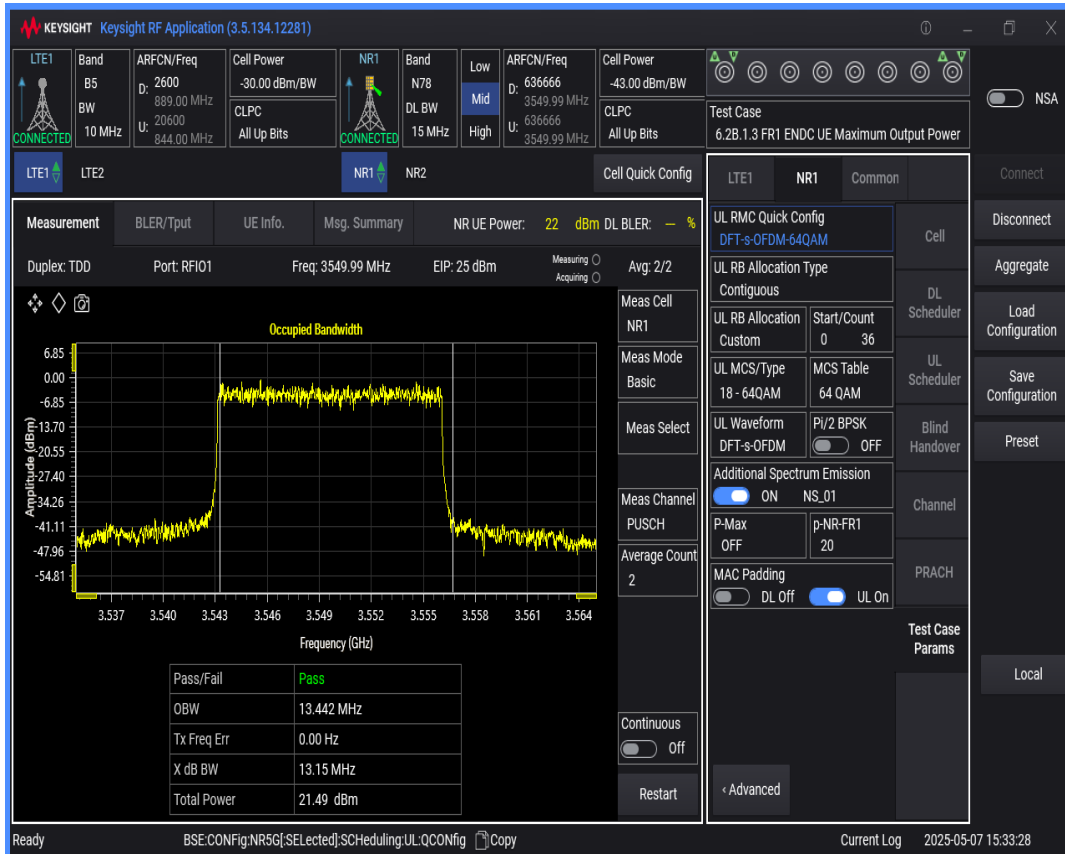 KEYSIGHT Keysight RF Application (3.5.134.12281)
LTE1 Band ARFCN/Freq Cell Power NR1 Band Low ARFCN/Freq Cell Power
B5 D: 2600 -30.00 dBm/BW N78 D: 636666 -43.00 dBm/BW
889.00 MHz 3549.99 MHz
BW CLPC DL BW Mid CLPC
CONNECTED 10 MHz U: 20600 All Up Bits CONNECTED 15 MHz High U: 636666 All Up Bits
844.00 MHz 3549.99 MHz
Test Case
6.2B.1.3 FR1 ENDC UE Maximum Output Power
NSA
LTE1 LTE2 NR1 NR2 Cell Quick Config
Measurement BLER/Tput UE Info. Msg. Summary NR UE Power: 22 dBm DL BLER: — %
Duplex: TDD Port: RFIO1 Freq: 3549.99 MHz EIP: 25 dBm Measuring Avg: 2/2
Acquiring
Occupied Bandwidth
6.85
0.00
-6.85
-13.70
-20.55
-27.40
-34.26
-41.11
-47.96
-54.81
Amplitude (dBm)
3.537 3.540 3.543 3.546 3.549 3.552 3.555 3.558 3.561 3.564
Frequency (GHz)
Pass/Fail Pass
OBW 13.442 MHz
Tx Freq Err 0.00 Hz
X dB BW 13.15 MHz
Total Power 21.49 dBm
Meas Cell
NR1
Meas Mode
Basic
Meas Select
Meas Channel
PUSCH
Average Count
2
Continuous
Off
Restart
LTE1 NR1 Common
UL RMC Quick Config
DFT-s-OFDM-64QAM
UL RB Allocation Type
Contiguous
UL RB Allocation Start/Count
Custom 0 36
UL MCS/Type MCS Table
18 - 64QAM 64 QAM
UL Waveform Pi/2 BPSK
DFT-s-OFDM OFF
Additional Spectrum Emission
ON NS_01
P-Max p-NR-FR1
OFF 20
MAC Padding
DL Off UL On
‹ Advanced
Cell
DL
Scheduler
UL
Scheduler
Blind
Handover
Channel
PRACH
Test Case
Params
Connect
Disconnect
Aggregate
Load
Configuration
Save
Configuration
Preset
Local
Ready BSE:CONFig:NR5G[:SELected]:SCHeduling:UL:QCONfig Copy Current Log 2025-05-07 15:33:28